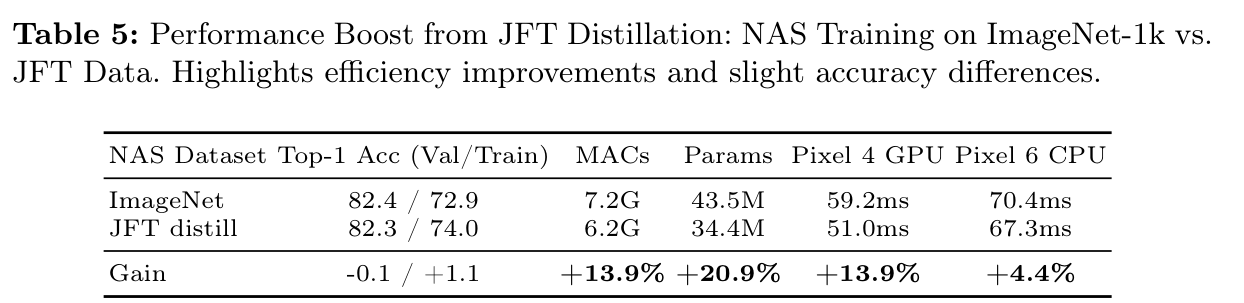 Table 5: Performance Boost from JFT Distillation: NAS Training on ImageNet-1k vs.
JFT Data. Highlights efficiency improvements and slight accuracy differences.
NAS Dataset Top-1 Acc (Val/Train) MACs Params Pixel 4 GPU Pixel 6 CPU
ImageNet 82.4 / 72.9 7.2G 43.5M 59.2ms 70.4ms
JFT distill 82.3 / 74.0 6.2G 34.4M 51.0ms 67.3ms
Gain -0.1 / +1.1 +13.9% +20.9% +13.9% +4.4%